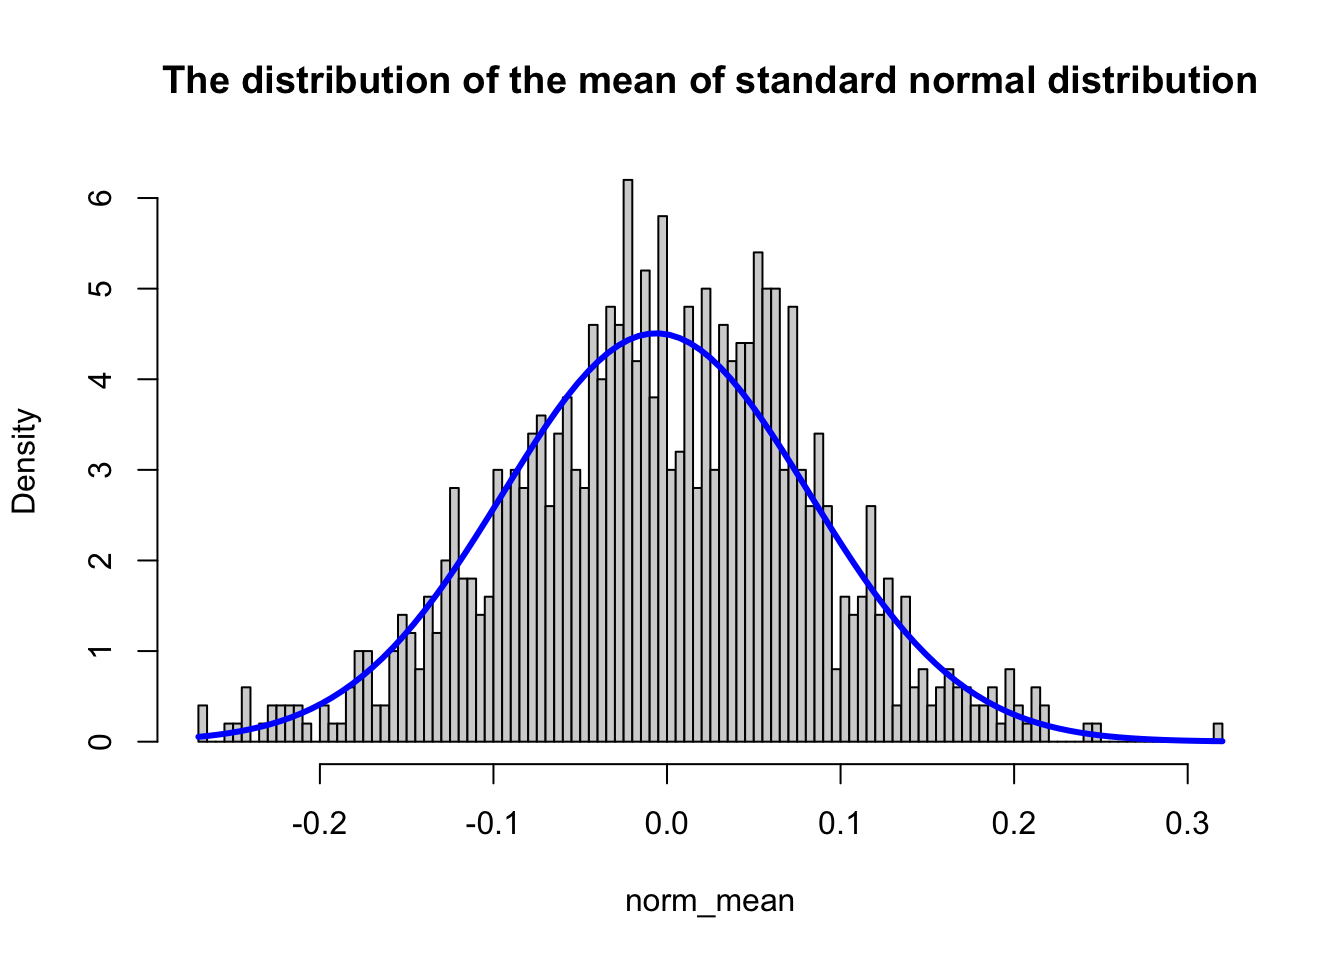 The distribution of the mean of standard normal distribution
Density
6
5
4
3
2
1
0
-0.2 -0.1 0.0 0.1 0.2 0.3
norm_mean